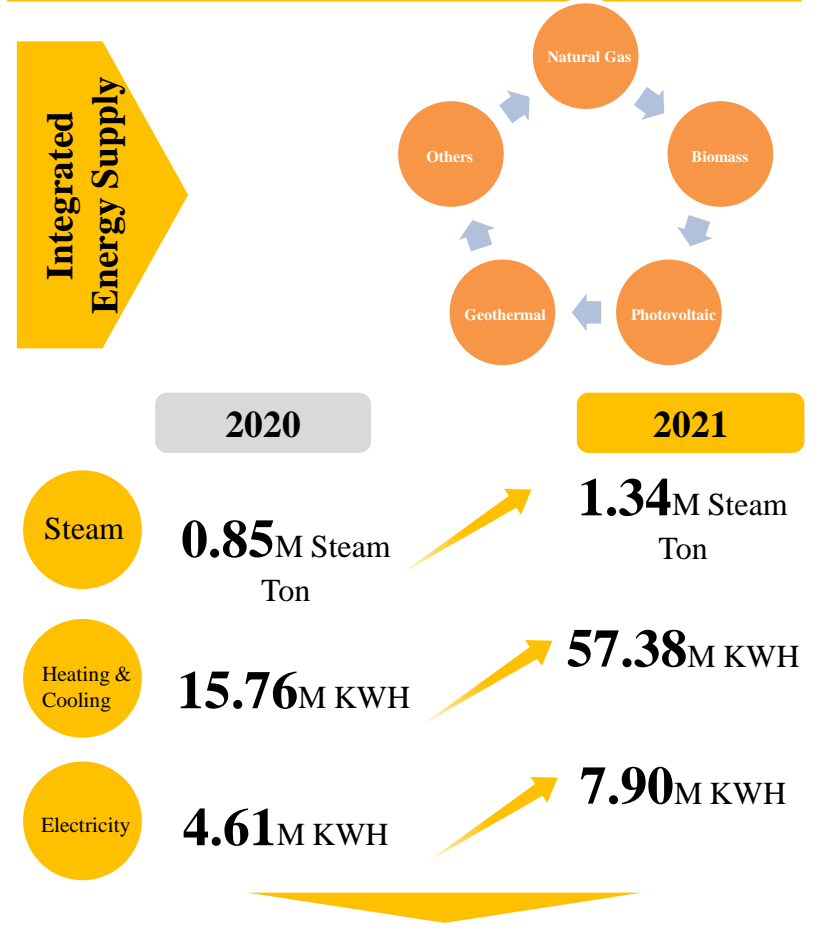 Integrated
Energy Supply
Natural Gas
Others
Biomass
Geothermal
Photovoltaic
2020
2021
Steam
0.85M Steam
Ton
1.34M Steam
Ton
Heating &
Cooling
15.76M KWH
57.38M KWH
Electricity
4.61M KWH
7.90M KWH